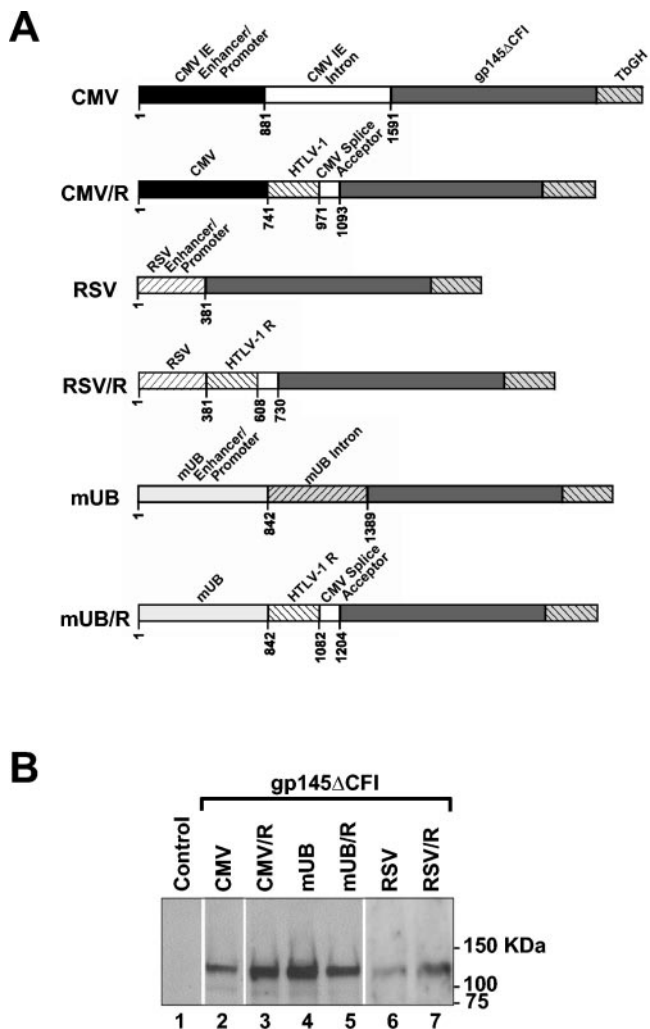 A
CMV IE
Enhancer/
Promoter
CMV IE
Intron
gp145ΔCFI
TbGH
CMV
1
881
1591
CMV
HTLV-1
CMV Splice
Acceptor
CMV/R
1
741
971
1093
RSV
Enhancer/
Promoter
RSV
1
381
RSV
HTLV-1 R
RSV/R
1
381
608
730
mUB
Enhancer/
Promoter
mUB Intron
mUB
1
842
1389
mUB
HTLV-1 R
CMV Splice
Acceptor
mUB/R
1
842
1082
1204
B
gp145ΔCFI
Control
CMV
CMV/R
mUB
mUB/R
RSV
RSV/R
150 KDa
100
75
1 2 3 4 5 6 7